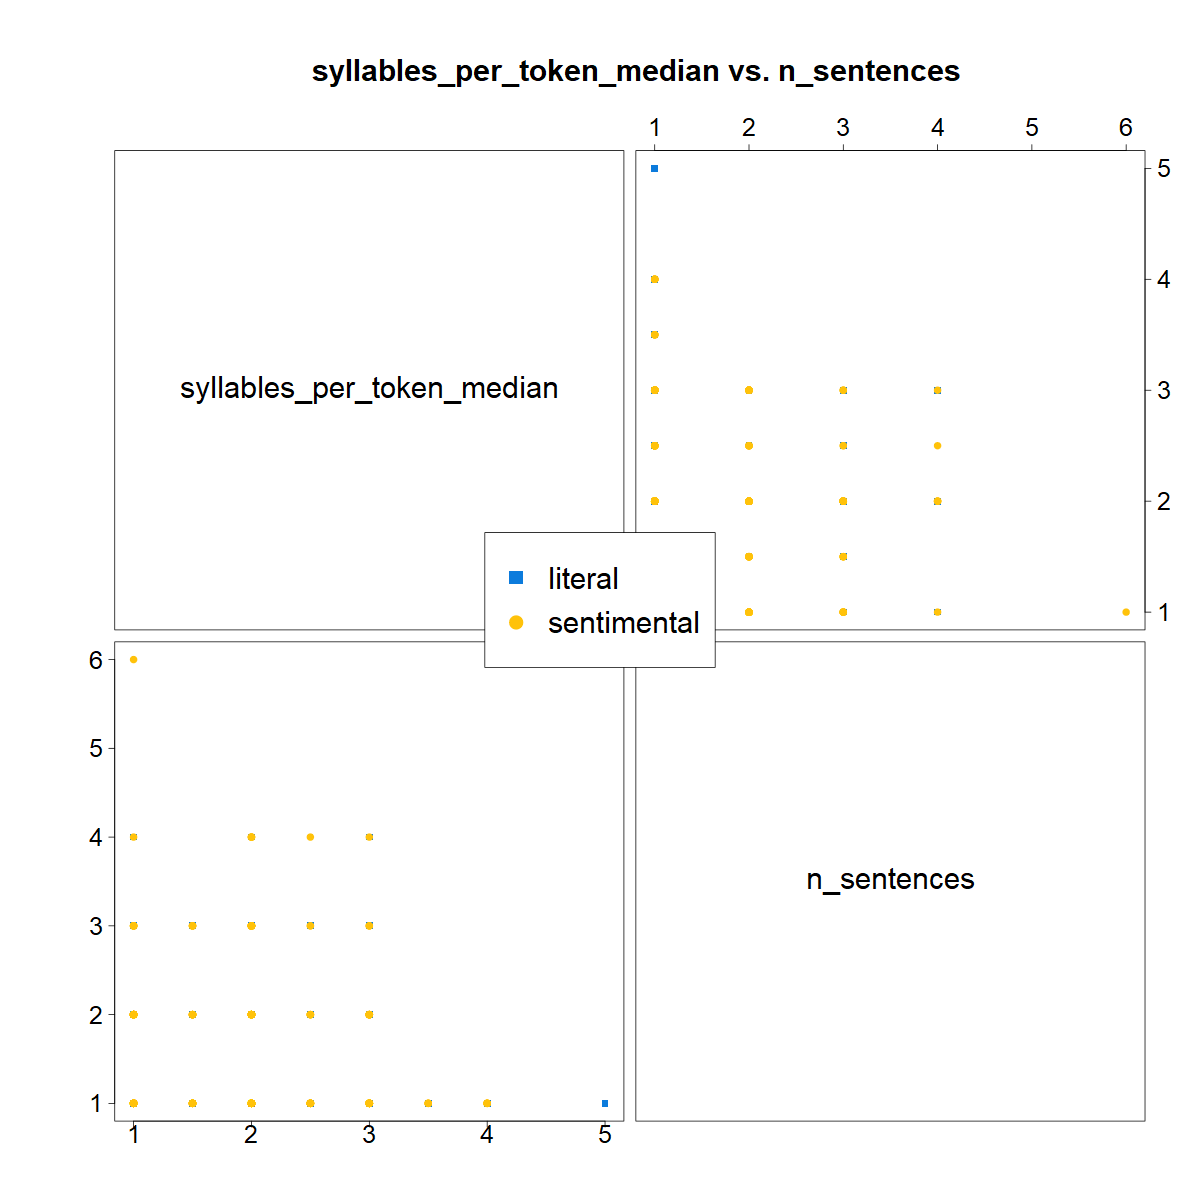 syllables_per_token_median vs. n_sentences
1 2 3 4 5 6
5
4
3
2
1
syllables_per_token_median
literal
sentimental
6
5
4
3
2
1
n_sentences
1 2 3 4 5